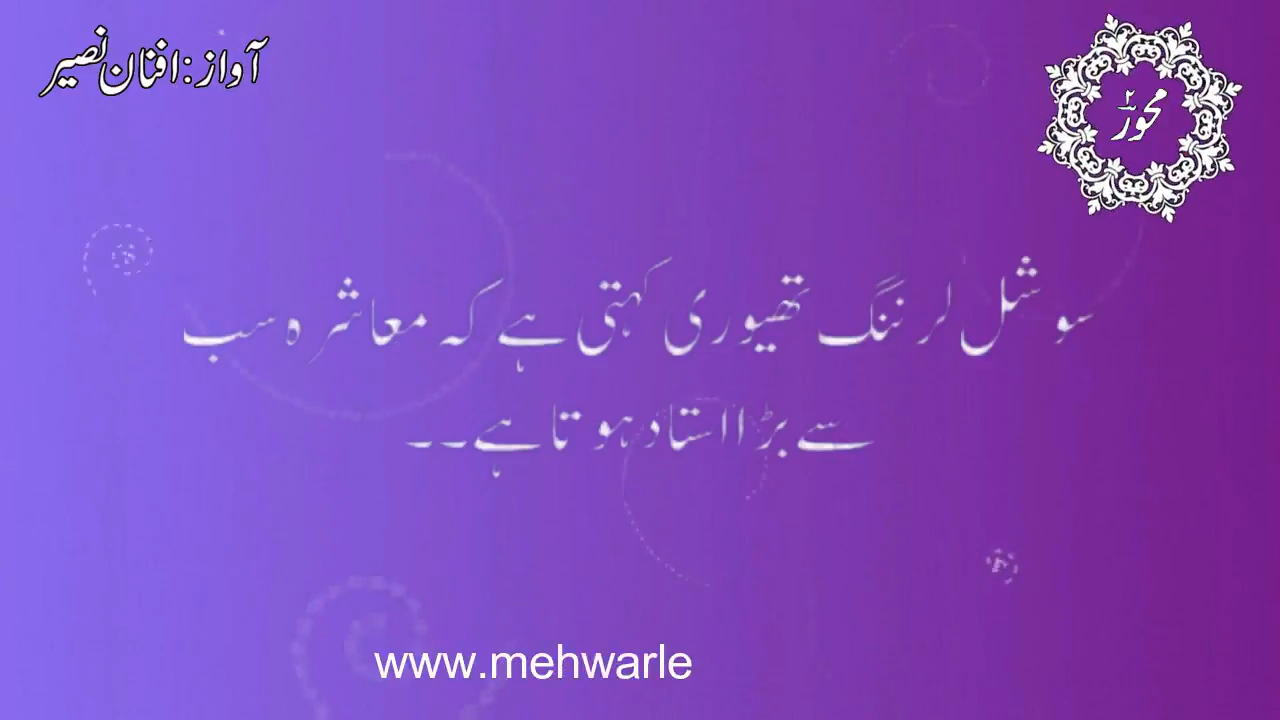 آواز:افنان نصیر
محور
سوشل لرننگ تھیوری کہتی ہے کہ معاشرہ سب
سے بڑا استاد ہوتا ہے۔۔
www.mehwarle